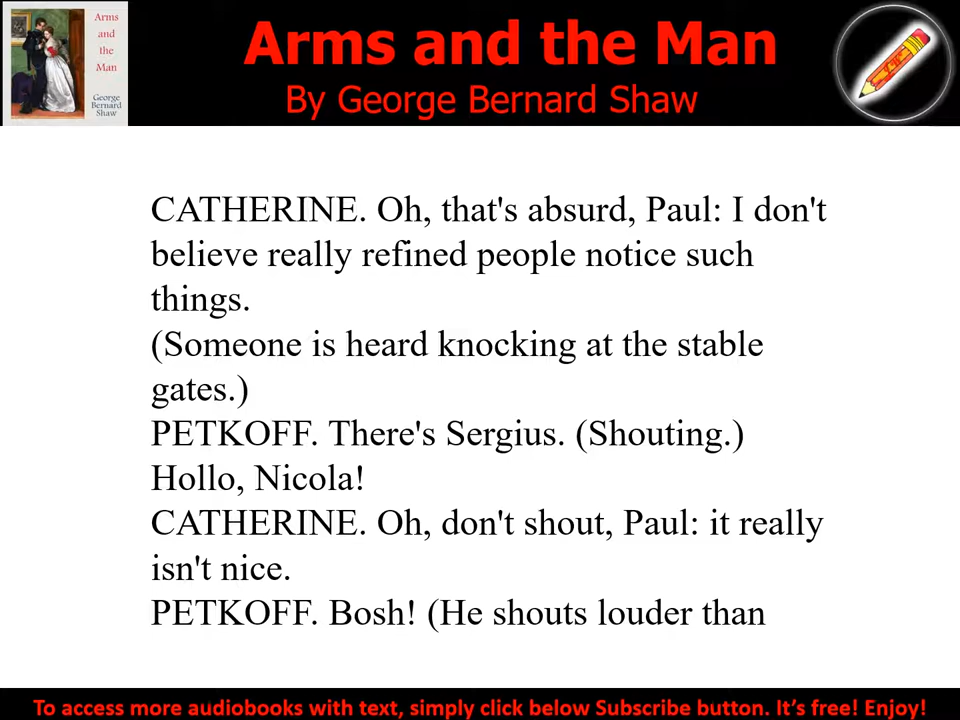 Arms
and
the
Man
George
Bernard
Shaw
Arms and the Man
By George Bernard Shaw
CATHERINE. Oh, that's absurd, Paul: I don't
believe really refined people notice such
things.
(Someone is heard knocking at the stable
gates.)
PETKOFF. There's Sergius. (Shouting.)
Hollo, Nicola!
CATHERINE. Oh, don't shout, Paul: it really
isn't nice.
PETKOFF. Bosh! (He shouts louder than
To access more audiobooks with text, simply click below Subscribe button. It's free! Enjoy!